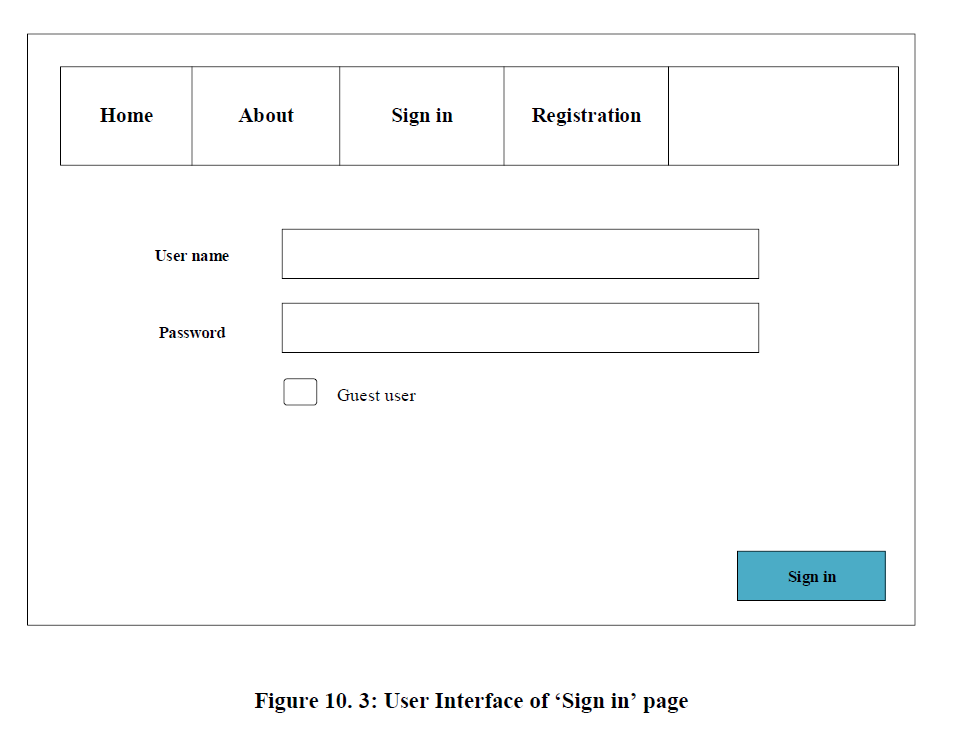 Home About Sign in Registration
User name
Password
Guest user
Sign in
Figure 10. 3: User Interface of ‘Sign in’ page